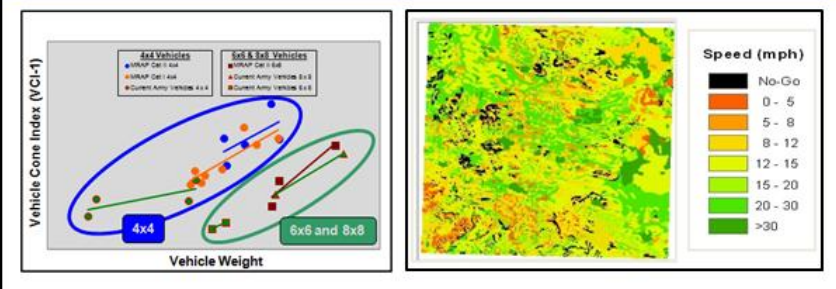 4x4 Vehicles
MRAP Cat II 4x4
MRAP Cat I 4x4
Current Army Vehicles 4x4
6x6 & 8x8 Vehicles
MRAP Cat II 6x6
Current Army Vehicles 8x8
Current Army Vehicles 6x6
Vehicle Cone Index (VCI-1)
4x4
6x6 and 8x8
Vehicle Weight
Speed (mph)
No-Go
0 - 5
5 - 8
8 - 12
12 - 15
15 - 20
20 - 30
>30